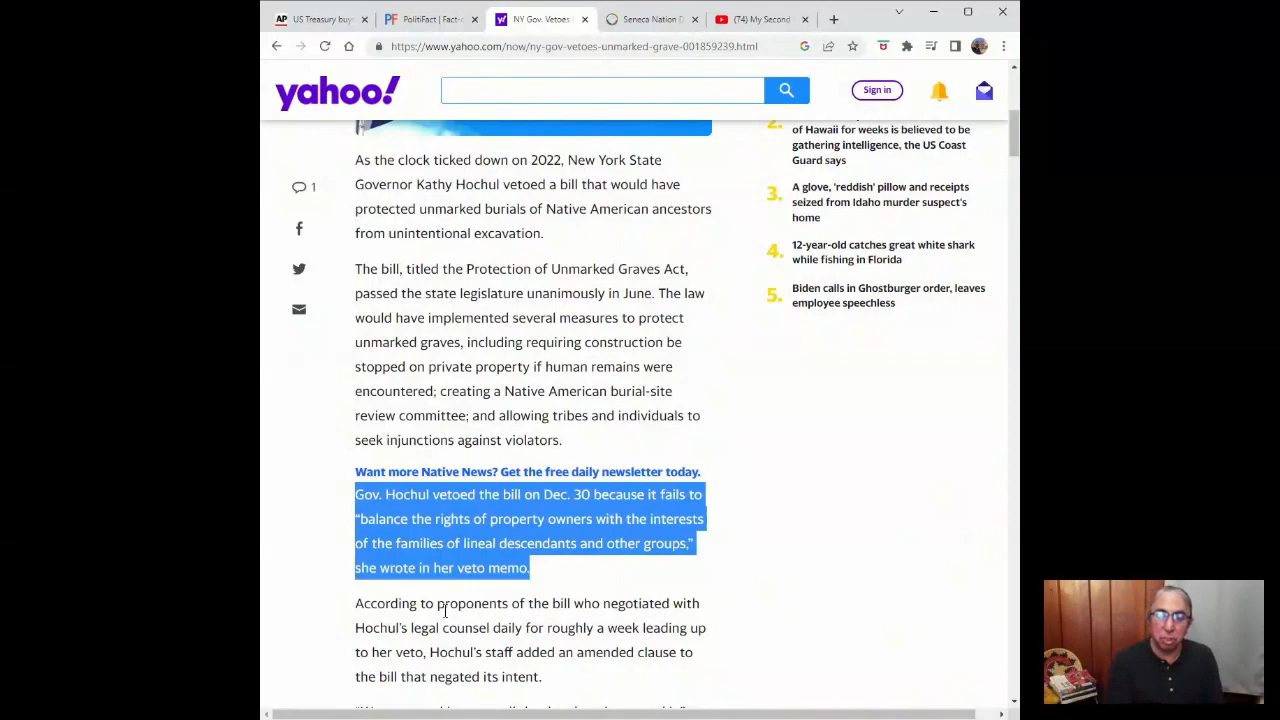 US Treasury buys
PolitiFact | Fact-c
NY Gov. Vetoes
Seneca Nation D
(74) My Second
https://www.yahoo.com/now/ny-gov-vetoes-unmarked-grave-001859239.html
yahoo!
Sign in
As the clock ticked down on 2022, New York State
Governor Kathy Hochul vetoed a bill that would have
protected unmarked burials of Native American ancestors
from unintentional excavation.
The bill, titled the Protection of Unmarked Graves Act,
passed the state legislature unanimously in June. The law
would have implemented several measures to protect
unmarked graves, including requiring construction be
stopped on private property if human remains were
encountered; creating a Native American burial-site
review committee; and allowing tribes and individuals to
seek injunctions against violators.
Want more Native News? Get the free daily newsletter today.
Gov. Hochul vetoed the bill on Dec. 30 because it fails to
“balance the rights of property owners with the interests
of the families of lineal descendants and other groups,”
she wrote in her veto memo.
According to proponents of the bill who negotiated with
Hochul’s legal counsel daily for roughly a week leading up
to her veto, Hochul’s staff added an amended clause to
the bill that negated its intent.
1
2.
of Hawaii for weeks is believed to be
gathering intelligence, the US Coast
Guard says
3.
A glove, 'reddish' pillow and receipts
seized from Idaho murder suspect's
home
4.
12-year-old catches great white shark
while fishing in Florida
5.
Biden calls in Ghostburger order, leaves
employee speechless